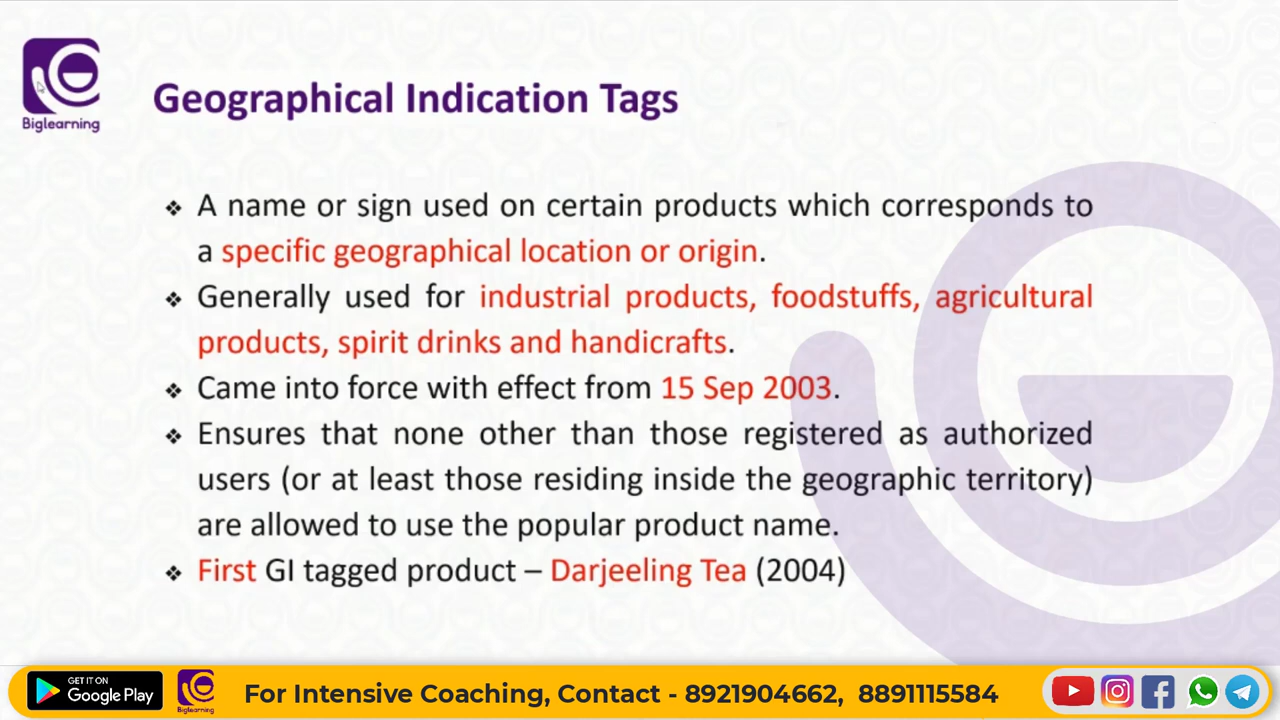 Biglearning
Geographical Indication Tags
❖ A name or sign used on certain products which corresponds to
a specific geographical location or origin.
❖ Generally used for industrial products, foodstuffs, agricultural
products, spirit drinks and handicrafts.
❖ Came into force with effect from 15 Sep 2003.
❖ Ensures that none other than those registered as authorized
users (or at least those residing inside the geographic territory)
are allowed to use the popular product name.
❖ First GI tagged product – Darjeeling Tea (2004)
GET IT ON
Google Play
Biglearning
For Intensive Coaching, Contact - 8921904662, 8891115584